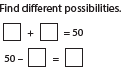 Find different possibilities.
□ + □ = 50
50 – □ = □